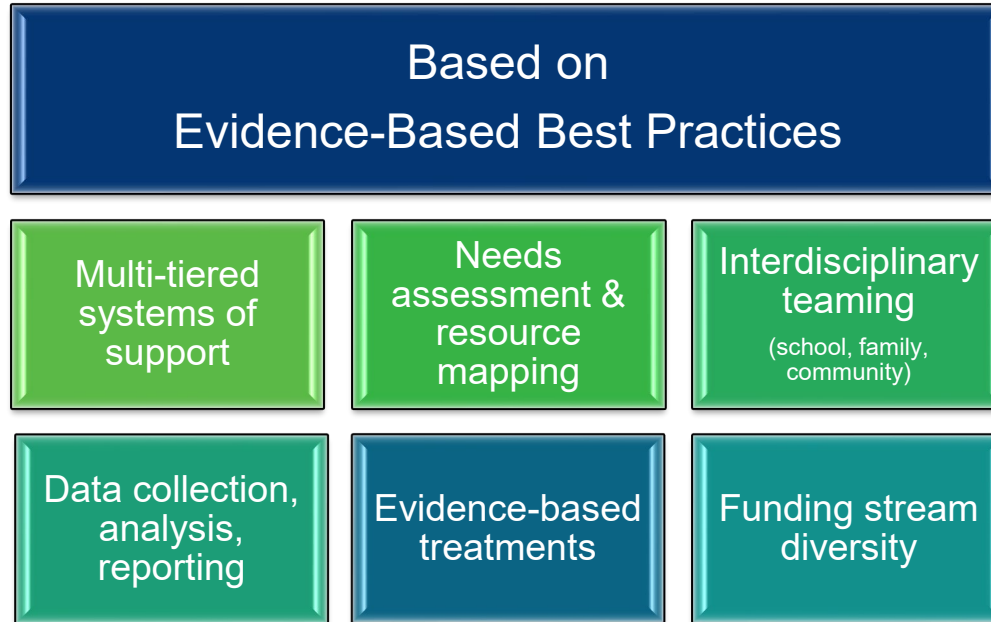 Based on
Evidence-Based Best Practices
Multi-tiered
systems of
support
Needs
assessment &
resource
mapping
Interdisciplinary
teaming
(school, family,
community)
Data collection,
analysis,
reporting
Evidence-based
treatments
Funding stream
diversity